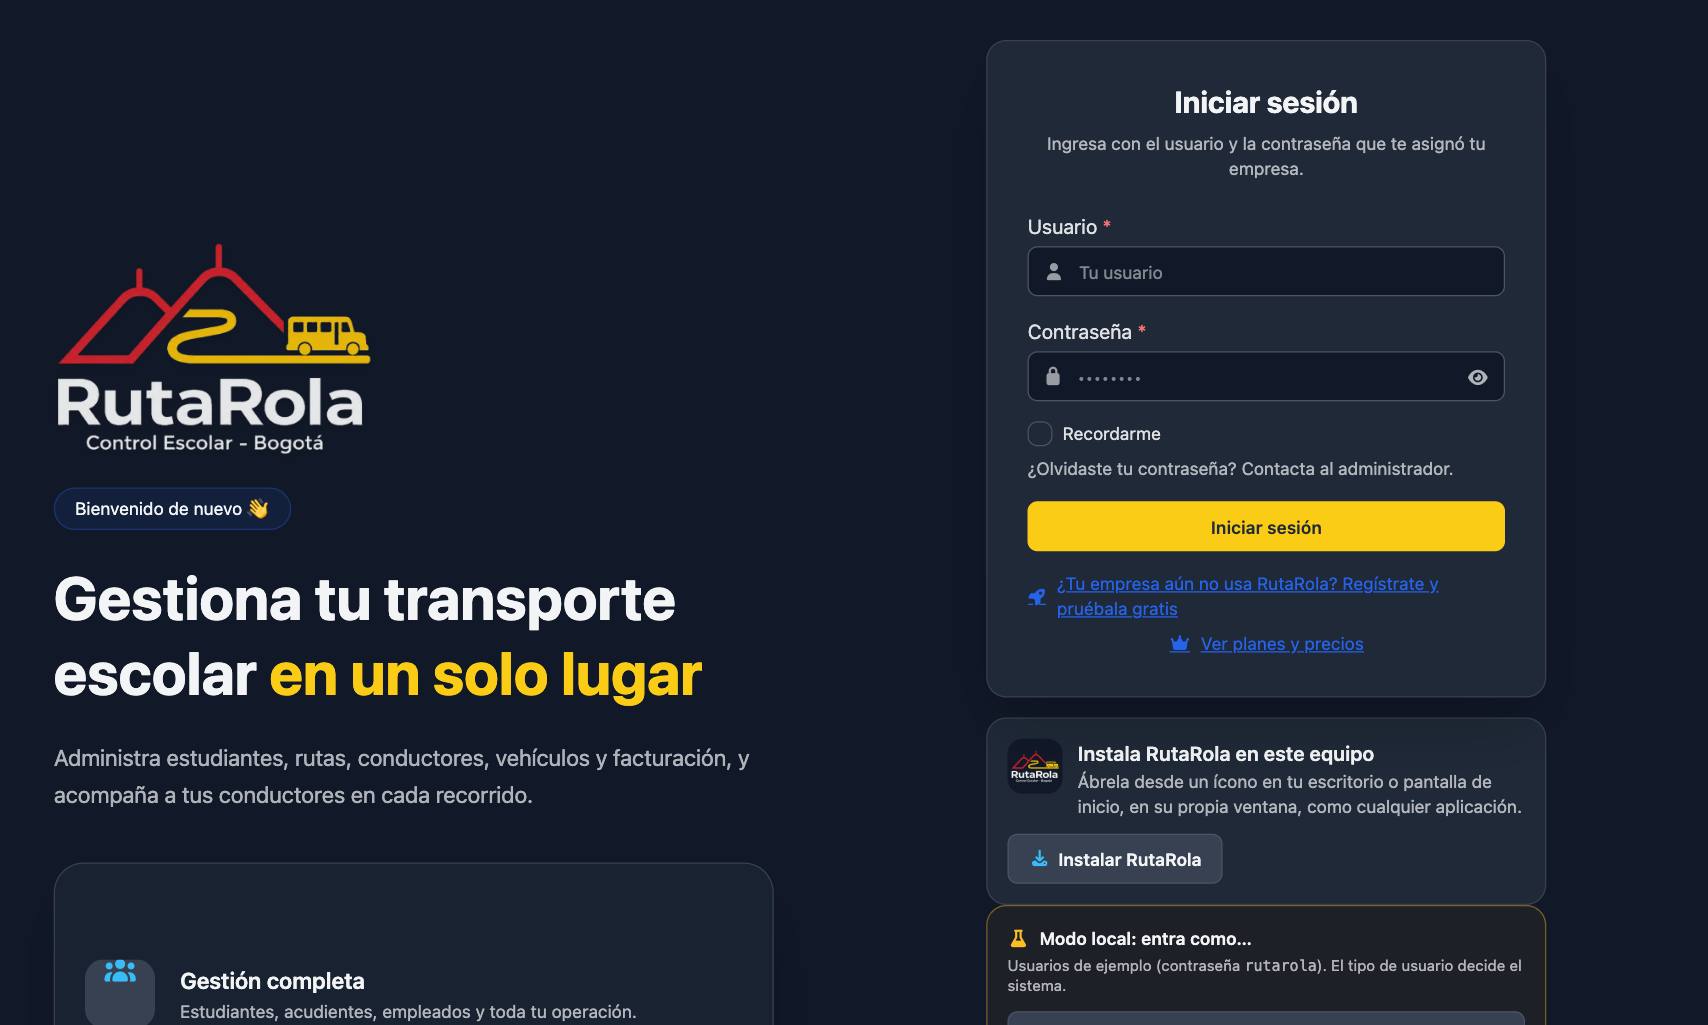 RutaRola
Control Escolar - Bogotá
Bienvenido de nuevo 👋
Gestiona tu transporte
escolar en un solo lugar
Administra estudiantes, rutas, conductores, vehículos y facturación, y
acompaña a tus conductores en cada recorrido.
Gestión completa
Estudiantes, acudientes, empleados y toda tu operación.
Iniciar sesión
Ingresa con el usuario y la contraseña que te asignó tu
empresa.
Usuario *
Tu usuario
Contraseña *
••••••••
Recordarme
¿Olvidaste tu contraseña? Contacta al administrador.
Iniciar sesión
¿Tu empresa aún no usa RutaRola? Regístrate y
pruébala gratis
Ver planes y precios
RutaRola
Instala RutaRola en este equipo
Ábrela desde un ícono en tu escritorio o pantalla de
inicio, en su propia ventana, como cualquier aplicación.
Instalar RutaRola
Modo local: entra como...
Usuarios de ejemplo (contraseña rutarola). El tipo de usuario decide el
sistema.